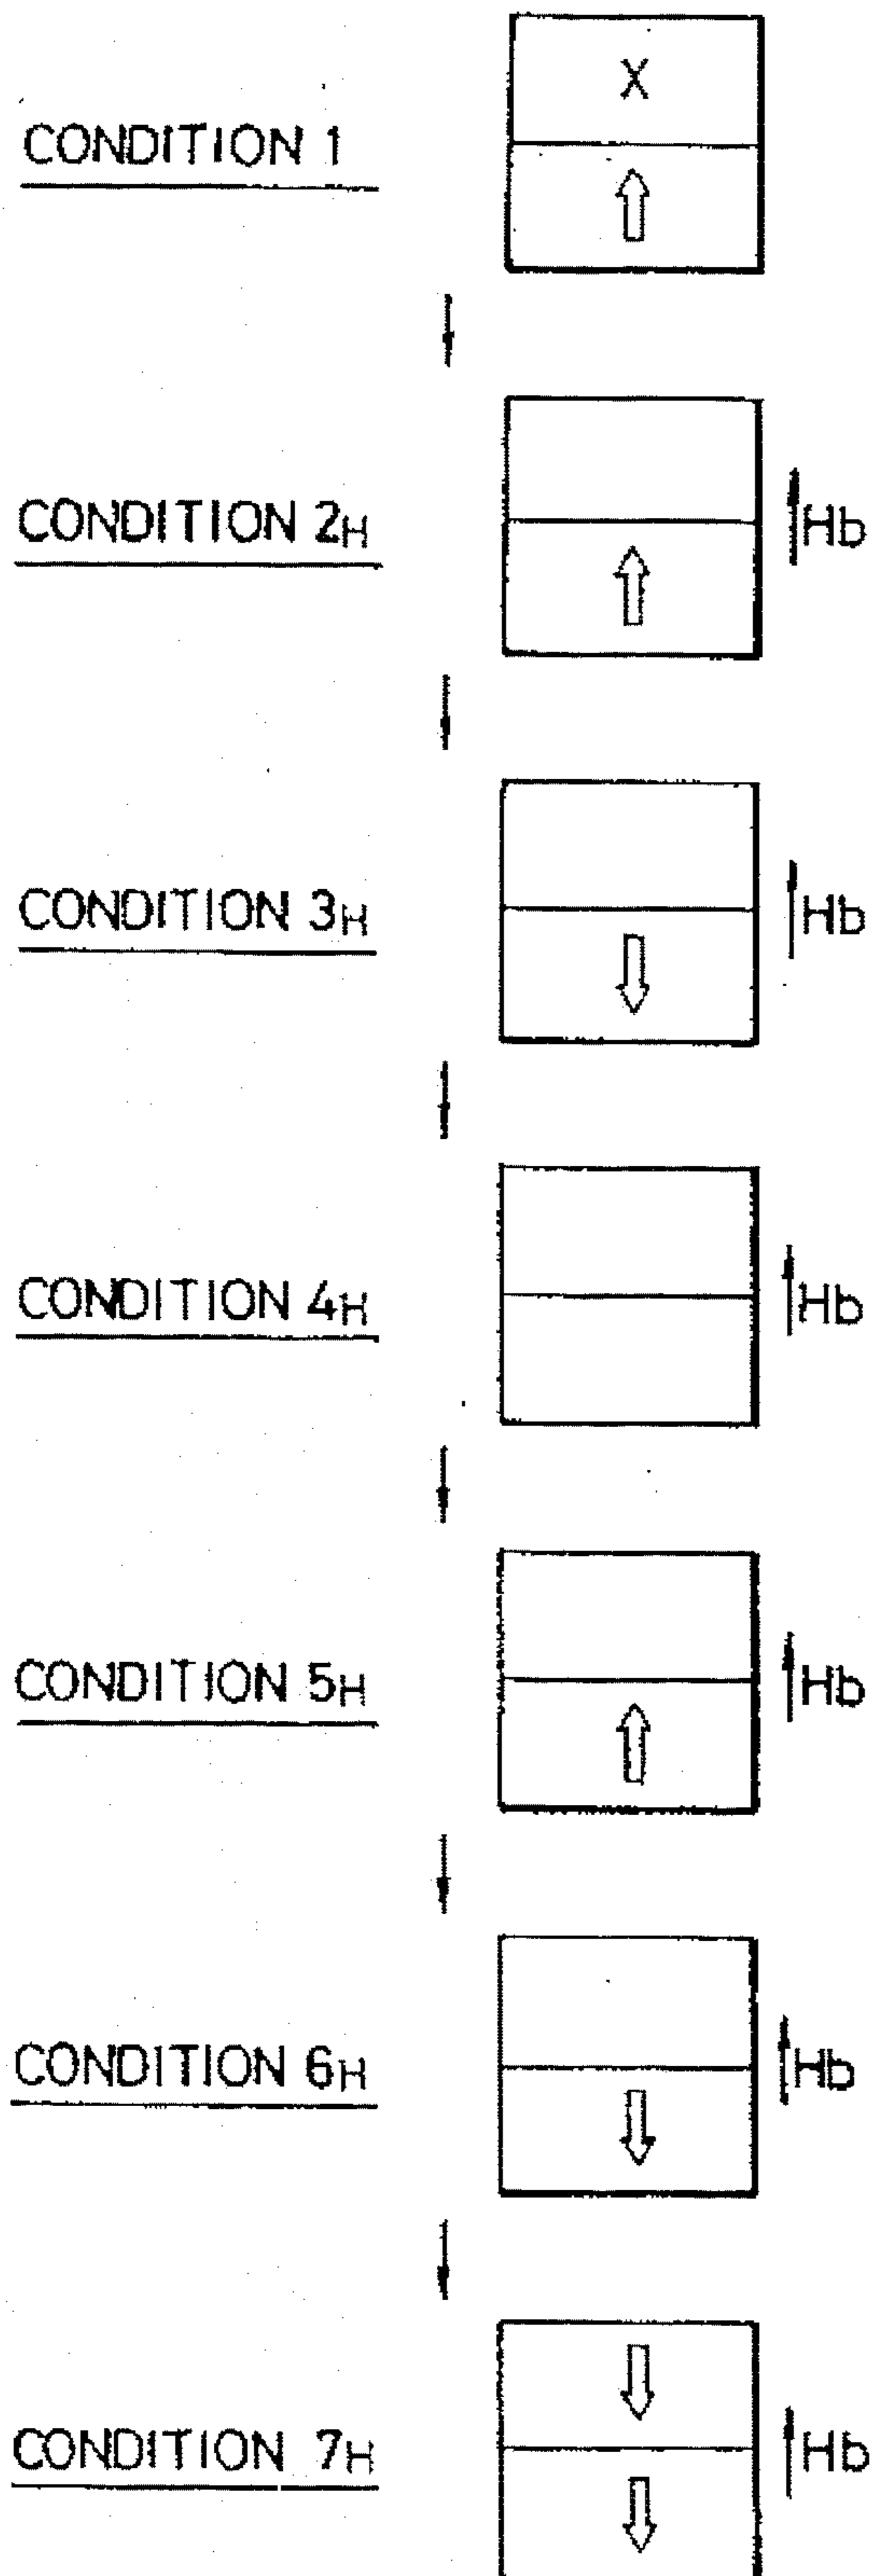 X
CONDITION 1
CONDITION 2H
Hb
CONDITION 3H
Hb
CONDITION 4H
Hb
CONDITION 5H
Hb
CONDITION 6H
Hb
CONDITION 7H
Hb